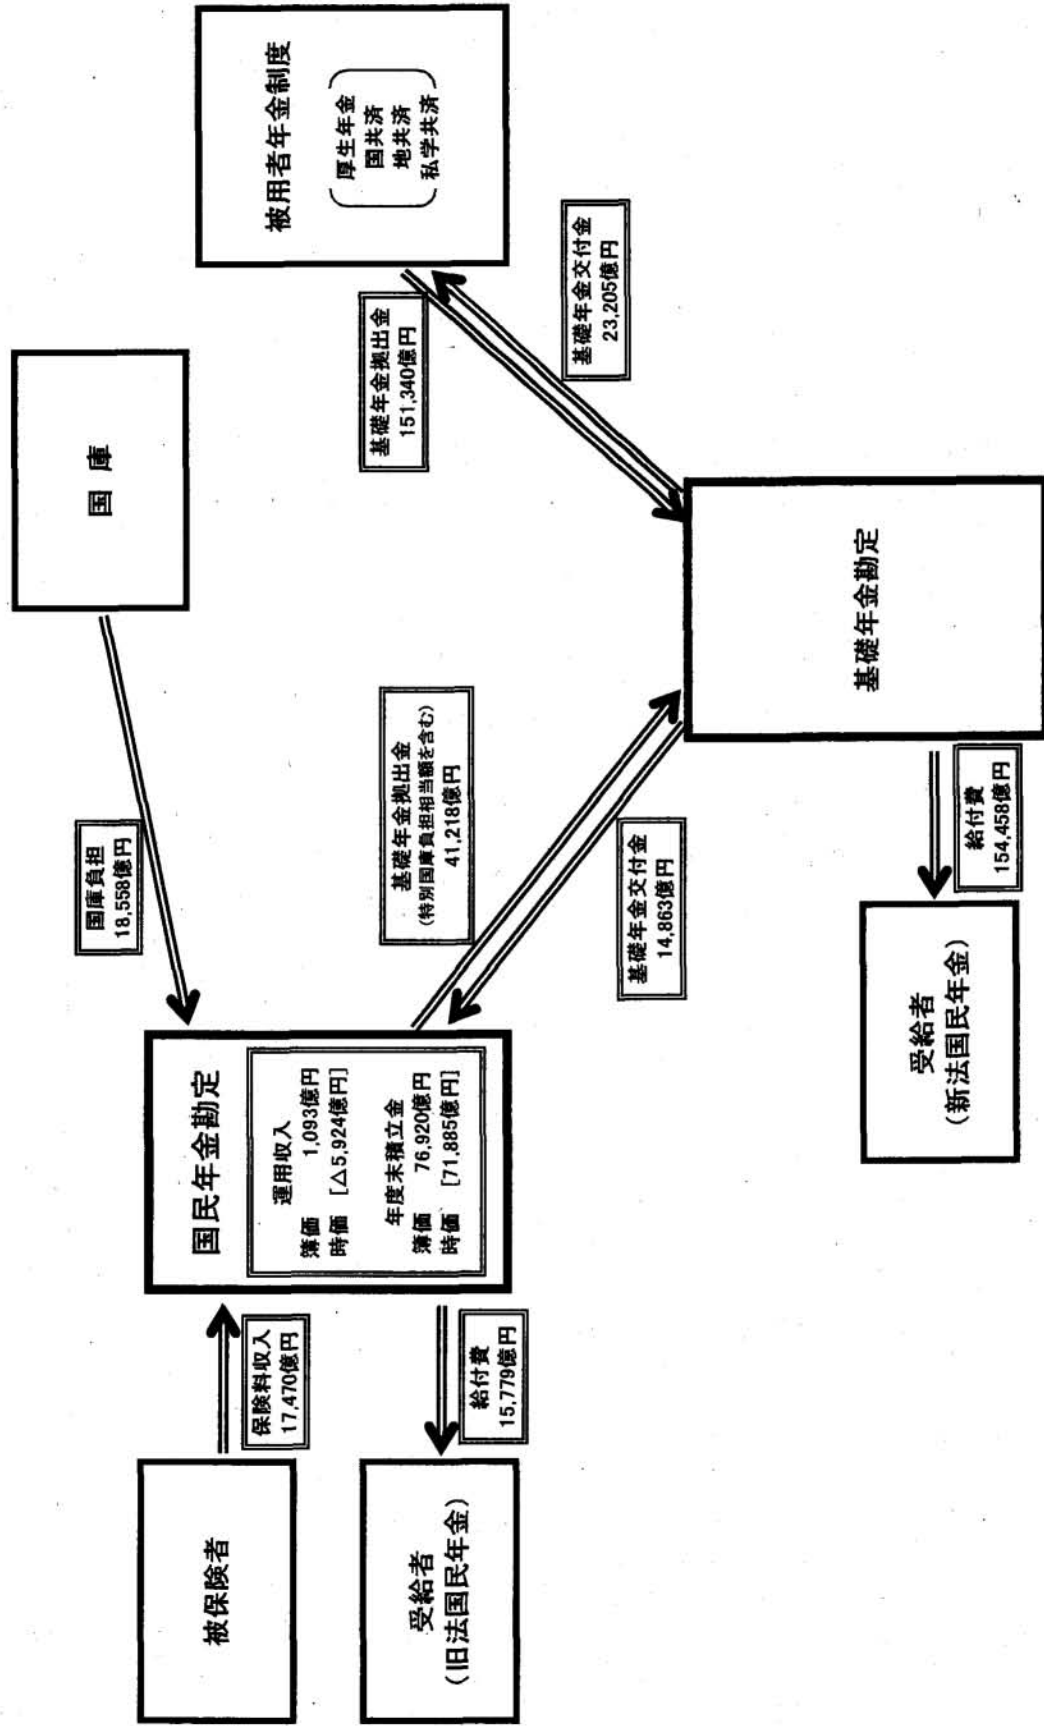 国 庫
国庫負担
18,558億円
被保険者
保険料収入
17,470億円
国民年金勘定
運用収入
簿価 1,093億円
時価 [△5,924億円]
年度末積立金
簿価 76,920億円
時価 [71,885億円]
受給者
(旧法国民年金)
給付費
15,779億円
基礎年金拠出金
(特別国庫負担相当額を含む)
41,218億円
基礎年金交付金
14,863億円
被用者年金制度
厚生年金
国共済
地共済
私学共済
基礎年金拠出金
151,340億円
基礎年金交付金
23,205億円
基礎年金勘定
給付費
154,458億円
受給者
(新法国民年金)